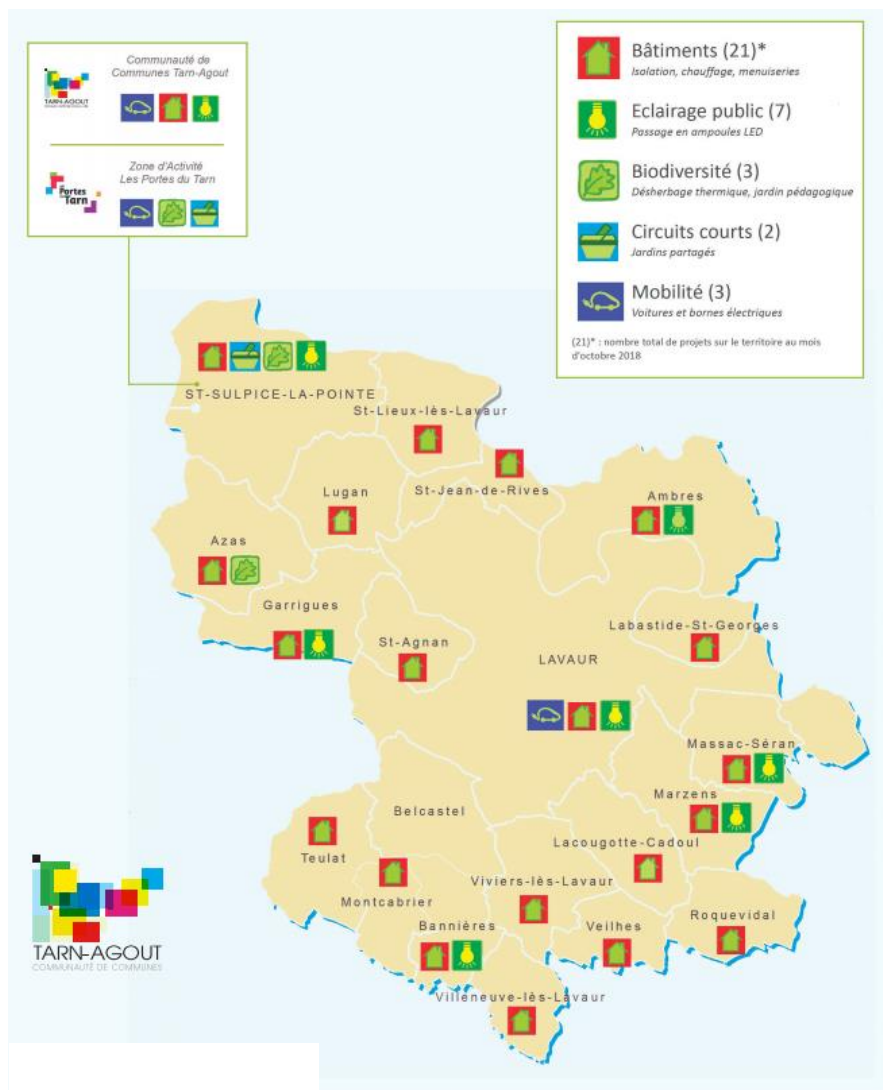 Communauté de
Communes Tarn-Agout
TARN-AGOUT
Zone d'Activité
Les Portes du Tarn
Portes
Tarn
Bâtiments (21)*
Isolation, chauffage, menuiseries
Eclairage public (7)
Passage en ampoules LED
Biodiversité (3)
Désherbage thermique, jardin pédagogique
Circuits courts (2)
Jardins partagés
Mobilité (3)
Voitures et bornes électriques
(21)* : nombre total de projets sur le territoire au mois
d'octobre 2018
ST-SULPICE-LA-POINTE
St-Lieux-lès-Lavaur
St-Jean-de-Rives
Lugan
Ambres
Azas
Garrigues
St-Agnan
Labastide-St-Georges
LAVAUR
Massac-Séran
Marzens
Belcastel
Teulat
Lacougotte-Cadoul
Montcabrier
Viviers-lès-Lavaur
Bannières
Veilhes
Roquevidal
Villeneuve-lès-Lavaur
TARN-AGOUT
COMMUNAUTÉ DE COMMUNES